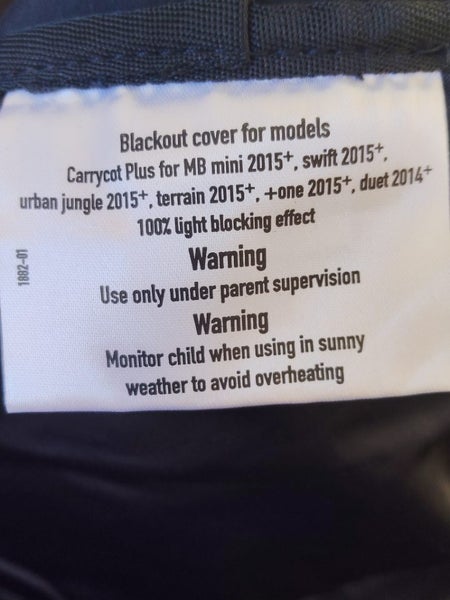 Blackout cover for models
Carrycot Plus for MB mini 2015+, swift 2015+,
urban jungle 2015+, terrain 2015+, +one 2015+, duet 2014+
100% light blocking effect
Warning
Use only under parent supervision
Warning
Monitor child when using in sunny
weather to avoid overheating
1882-01